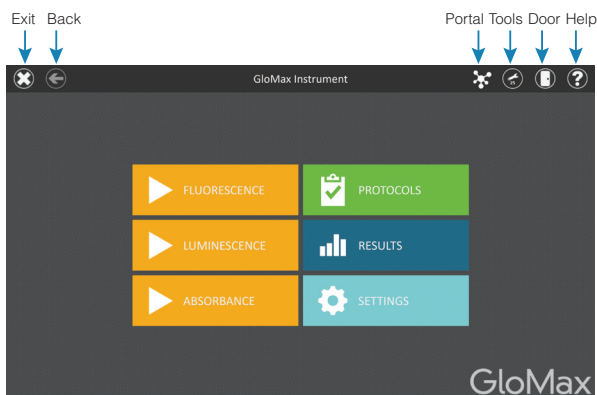 Exit Back Portal Tools Door Help
GloMax Instrument
FLUORESCENCE PROTOCOLS
LUMINESCENCE RESULTS
ABSORBANCE SETTINGS
GloMax